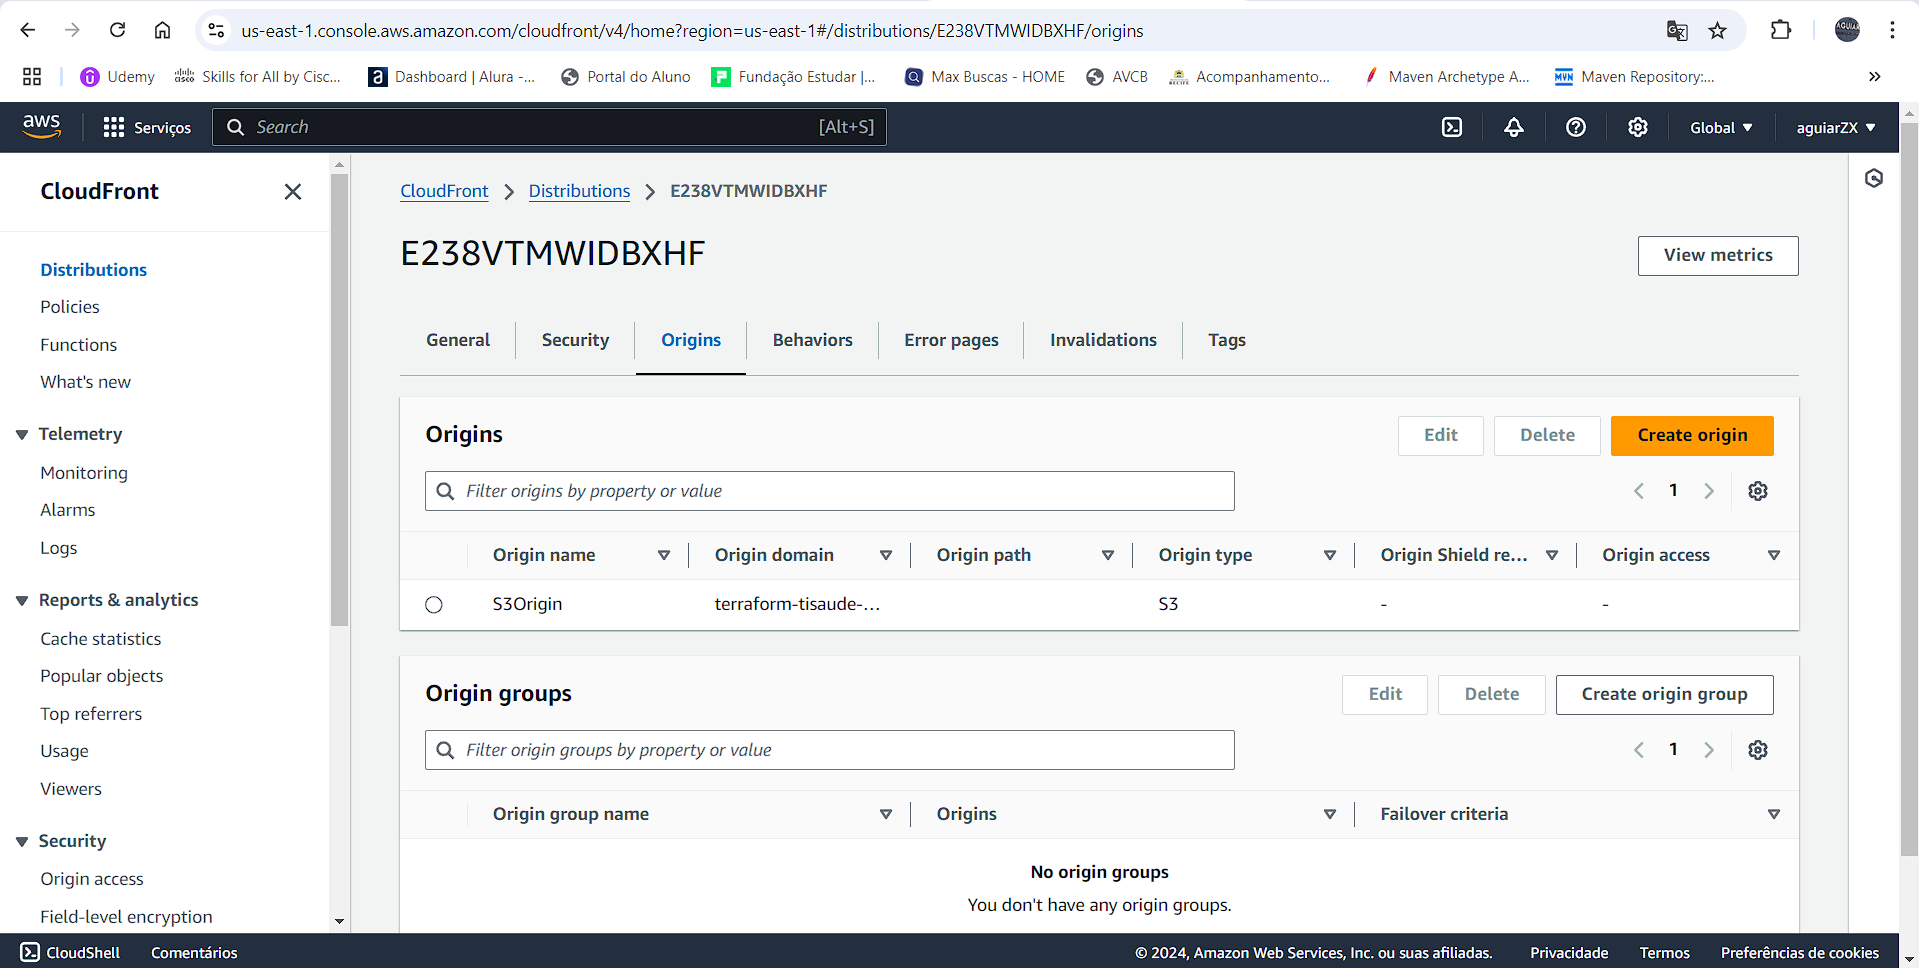 us-east-1.console.aws.amazon.com/cloudfront/v4/home?region=us-east-1#/distributions/E238VTMWIDBXHF/origins
Udemy
Skills for All by Cisc...
Dashboard | Alura -...
Portal do Aluno
Fundação Estudar |...
Max Buscas - HOME
AVCB
Acompanhamento...
Maven Archetype A...
Maven Repository:...
aws
Serviços
Search
[Alt+S]
Global
aguiarZX
CloudFront
Distributions
Policies
Functions
What's new
Telemetry
Monitoring
Alarms
Logs
Reports & analytics
Cache statistics
Popular objects
Top referrers
Usage
Viewers
Security
Origin access
Field-level encryption
CloudFront
Distributions
E238VTMWIDBXHF
E238VTMWIDBXHF
View metrics
General
Security
Origins
Behaviors
Error pages
Invalidations
Tags
Origins
Edit
Delete
Create origin
Filter origins by property or value
1
Origin name
Origin domain
Origin path
Origin type
Origin Shield re...
Origin access
S3Origin
terraform-tisaude-...
S3
-
-
Origin groups
Edit
Delete
Create origin group
Filter origin groups by property or value
1
Origin group name
Origins
Failover criteria
No origin groups
You don't have any origin groups.
CloudShell
Comentários
© 2024, Amazon Web Services, Inc. ou suas afiliadas.
Privacidade
Termos
Preferências de cookies